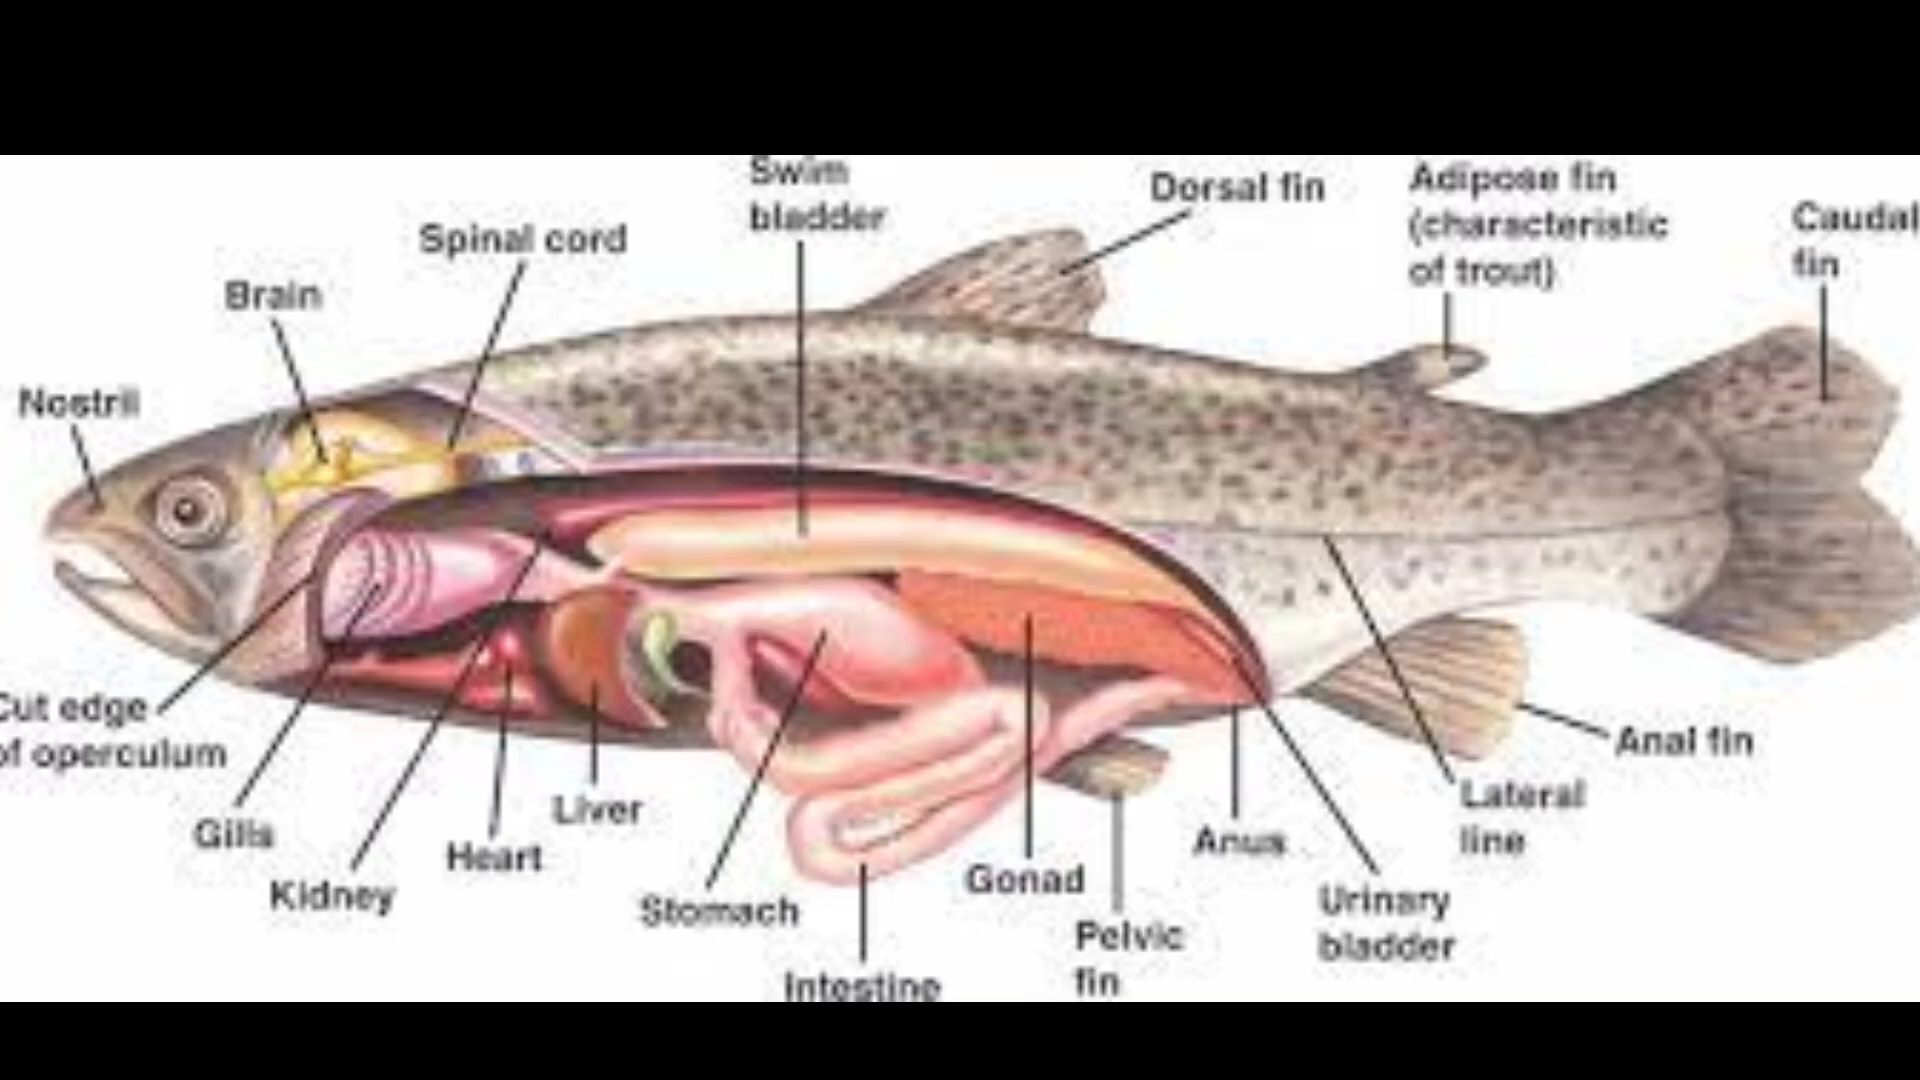 Swim
bladder
Dorsal fin
Adipose fin
(characteristic
of trout)
Caudal
fin
Spinal cord
Brain
Nostril
Cut edge
of operculum
Gills
Kidney
Heart
Liver
Stomach
Intestine
Gonad
Pelvic
fin
Anus
Urinary
bladder
Lateral
line
Anal fin